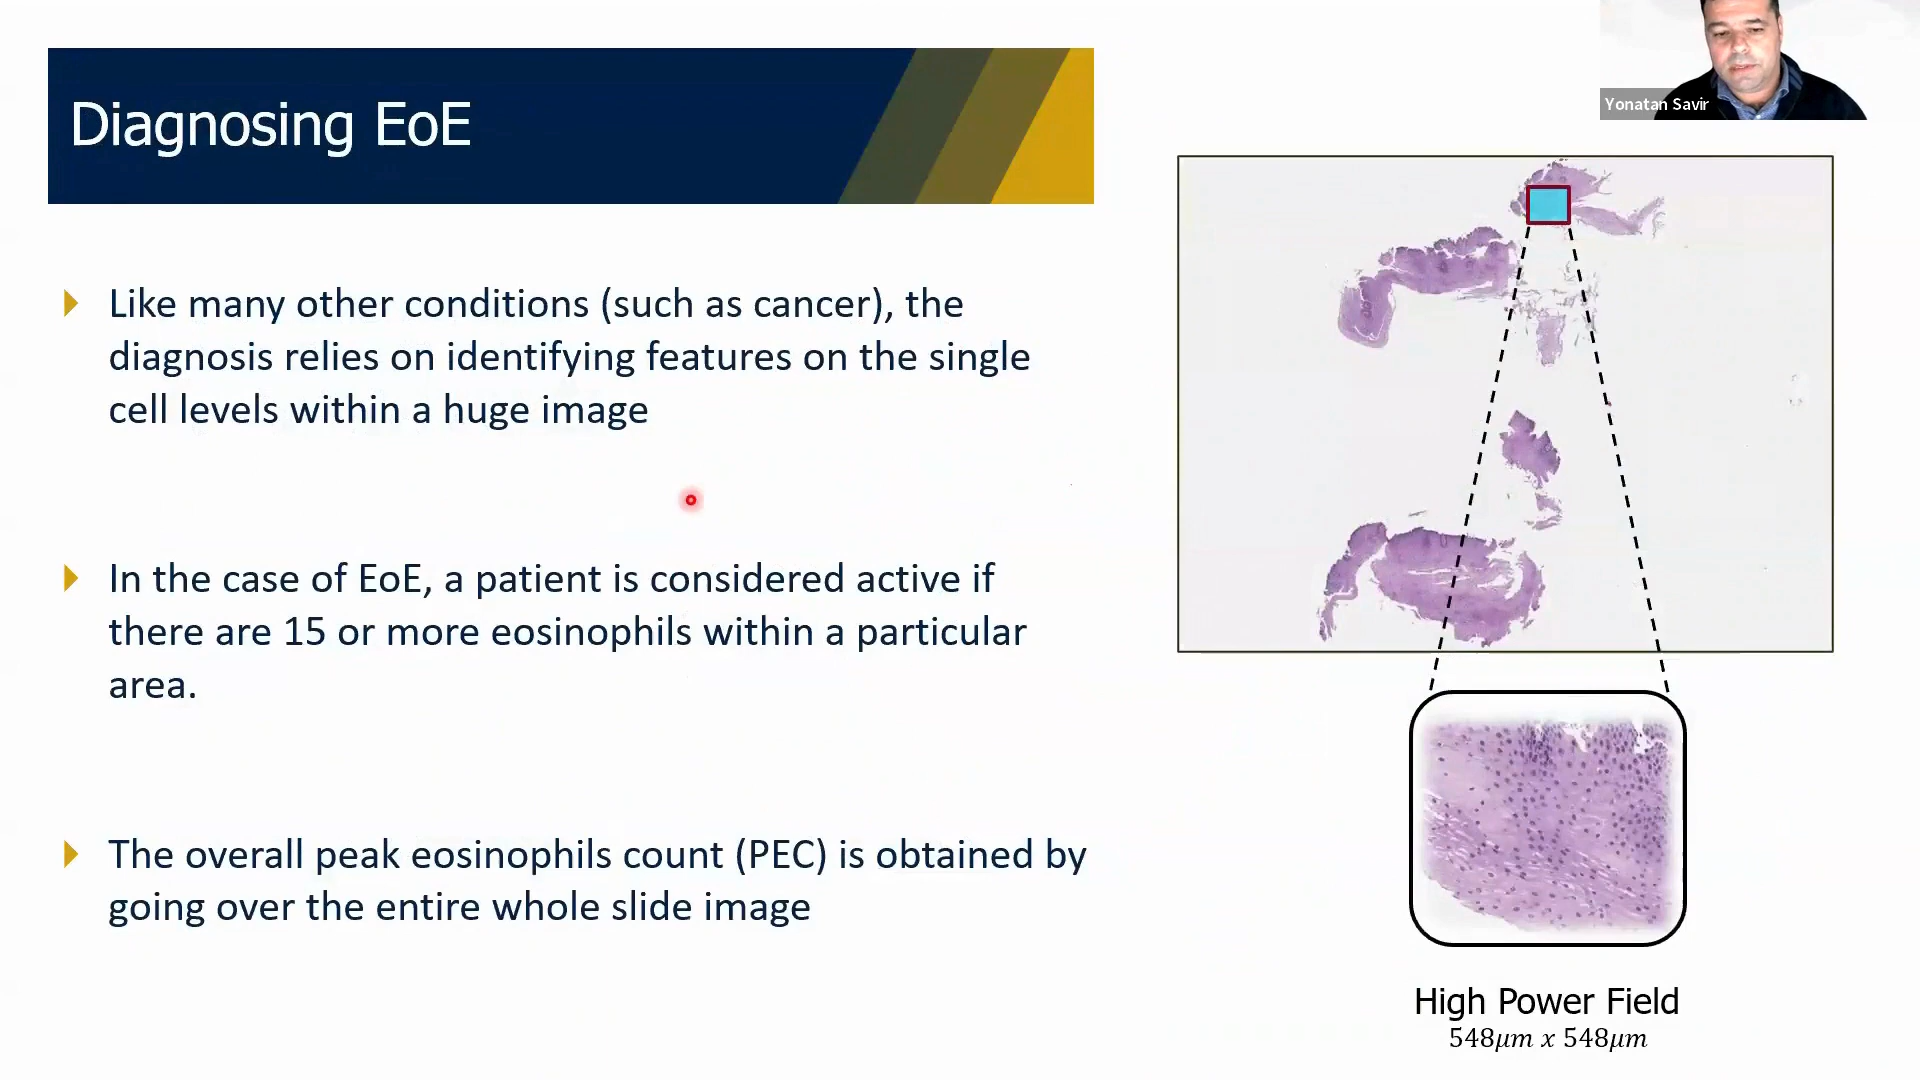 Diagnosing EoE
Yonatan Savir
Like many other conditions (such as cancer), the
diagnosis relies on identifying features on the single
cell levels within a huge image
In the case of EoE, a patient is considered active if
there are 15 or more eosinophils within a particular
area.
The overall peak eosinophils count (PEC) is obtained by
going over the entire whole slide image
High Power Field
548μm x 548μm